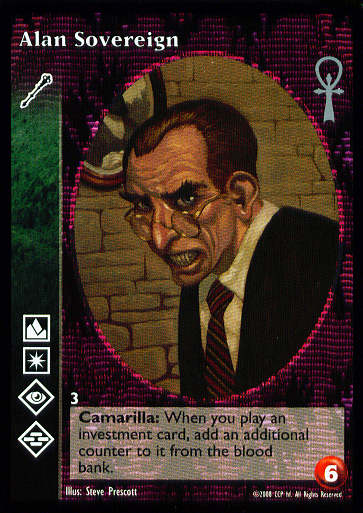 Alan Sovereign
3
Camarilla: When you play an
investment card, add an additional
counter to it from the blood
bank.
6
Illus: Steve Prescott
©2008 CCP hf. All Rights Reserved.